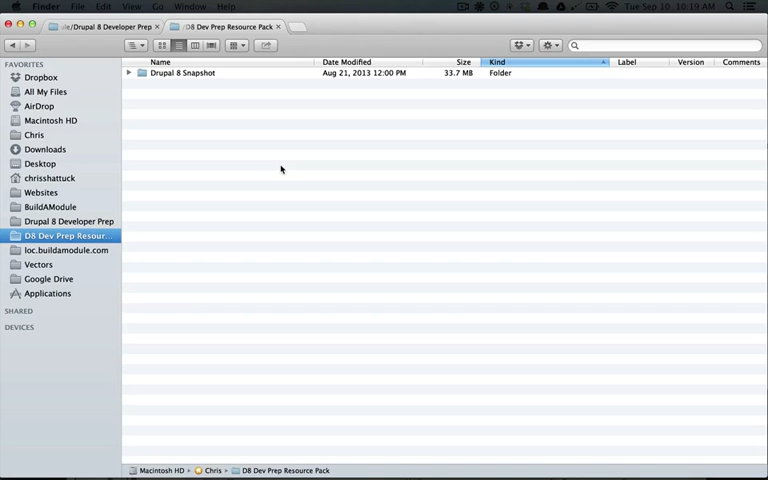 Finder File Edit View Go Window Help Tue Sep 10 10:19 AM
le/Drupal 8 Developer Prep × /D8 Dev Prep Resource Pack ×
FAVORITES
Dropbox
All My Files
AirDrop
Macintosh HD
Chris
Downloads
Desktop
chrisshattuck
Websites
BuildAModule
Drupal 8 Developer Prep
D8 Dev Prep Resour...
loc.buildamodule.com
Vectors
Google Drive
Applications
SHARED
DEVICES
Name Date Modified Size Kind Label Version Comments
Drupal 8 Snapshot Aug 21, 2013 12:00 PM 33.7 MB Folder
Macintosh HD Chris D8 Dev Prep Resource Pack